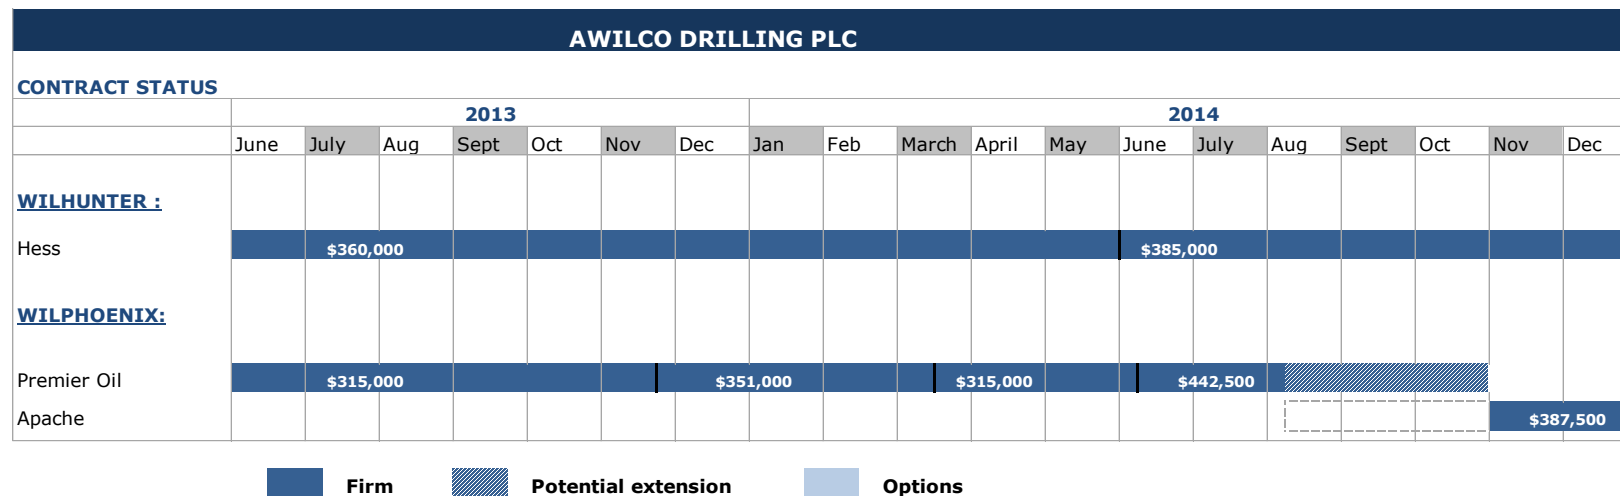 AWILCO DRILLING PLC
CONTRACT STATUS
2013 2014
June July Aug Sept Oct Nov Dec Jan Feb March April May June July Aug Sept Oct Nov Dec
WILHUNTER :
Hess $360,000 $385,000
WILPHOENIX:
Premier Oil $315,000 $351,000 $315,000 $442,500
Apache $387,500
Firm Potential extension Options